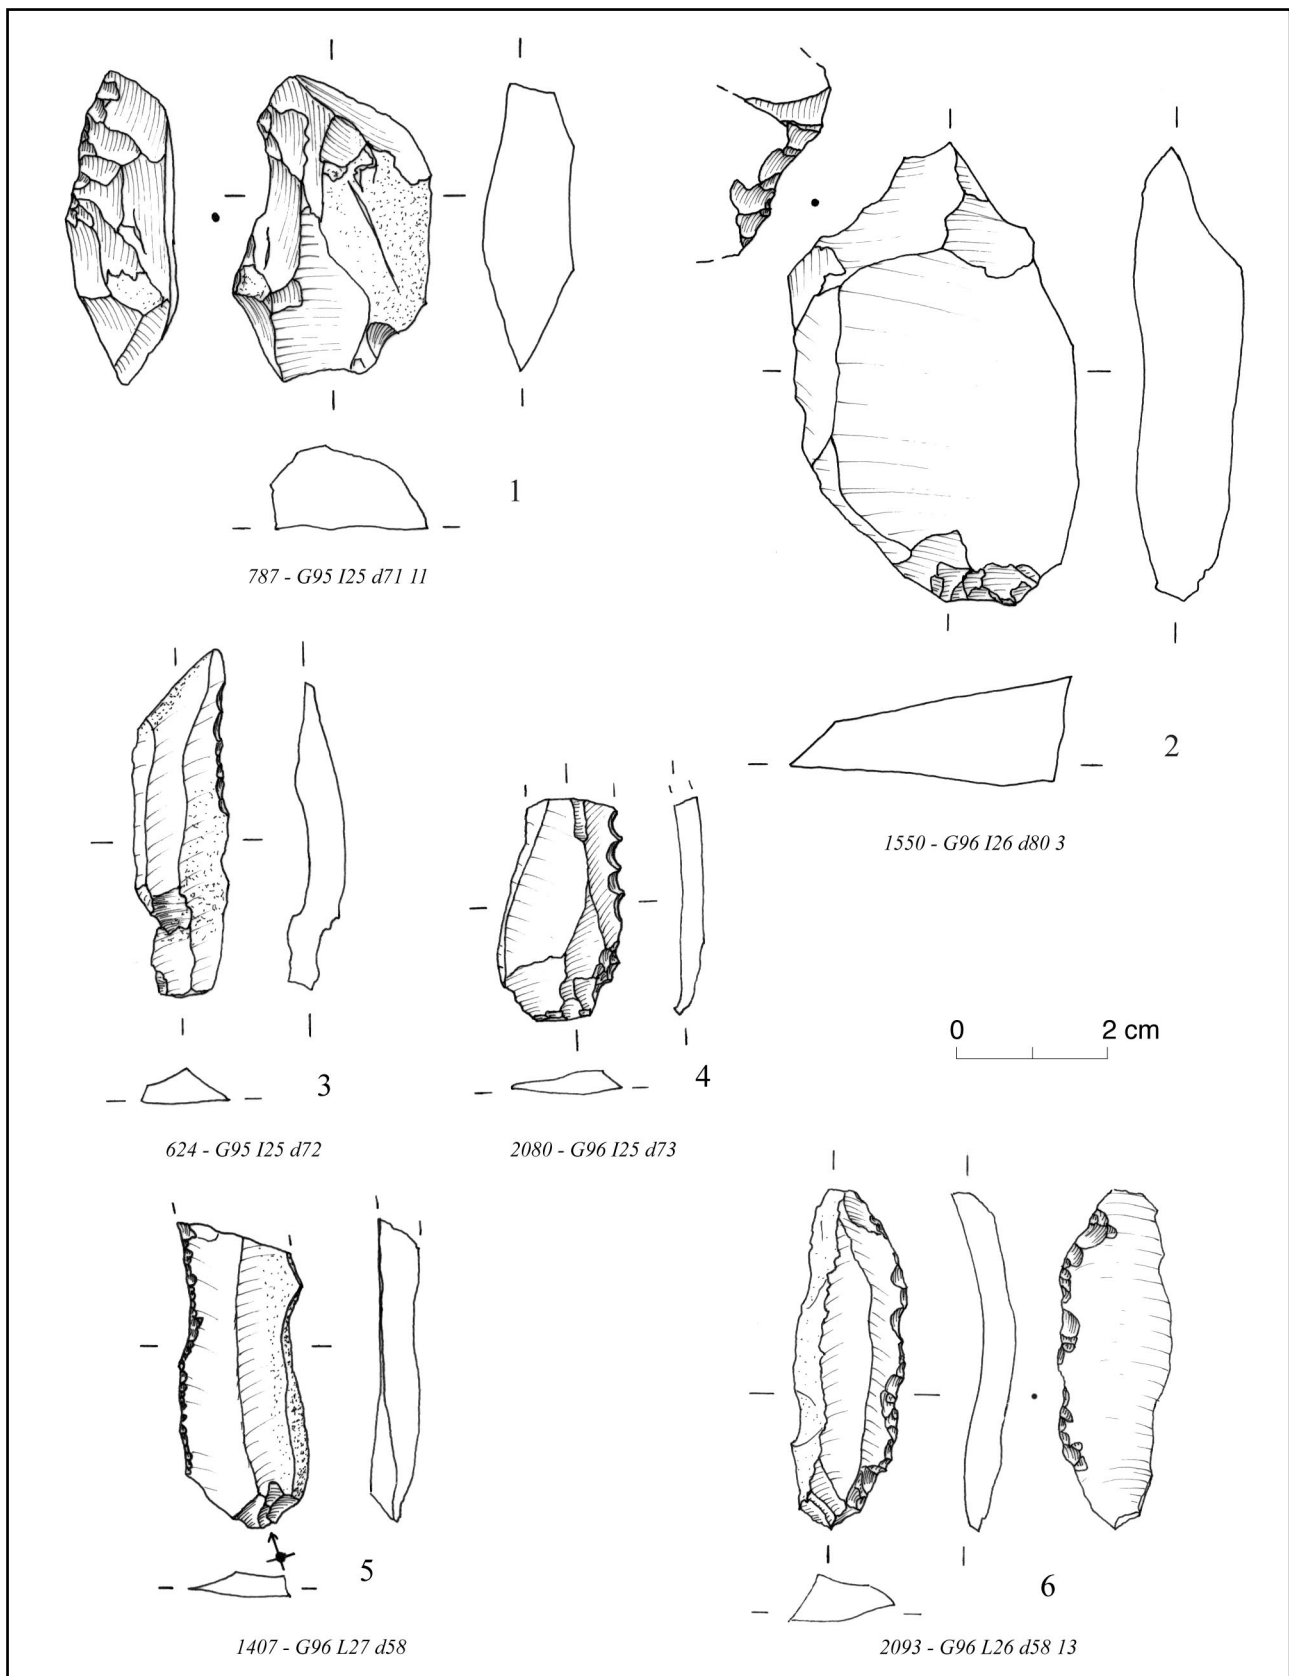 1
787 - G95 I25 d71 11
2
1550 - G96 I26 d80 3
3
624 - G95 I25 d72
4
2080 - G96 I25 d73
0 2 cm
5
1407 - G96 L27 d58
6
2093 - G96 L26 d58 13